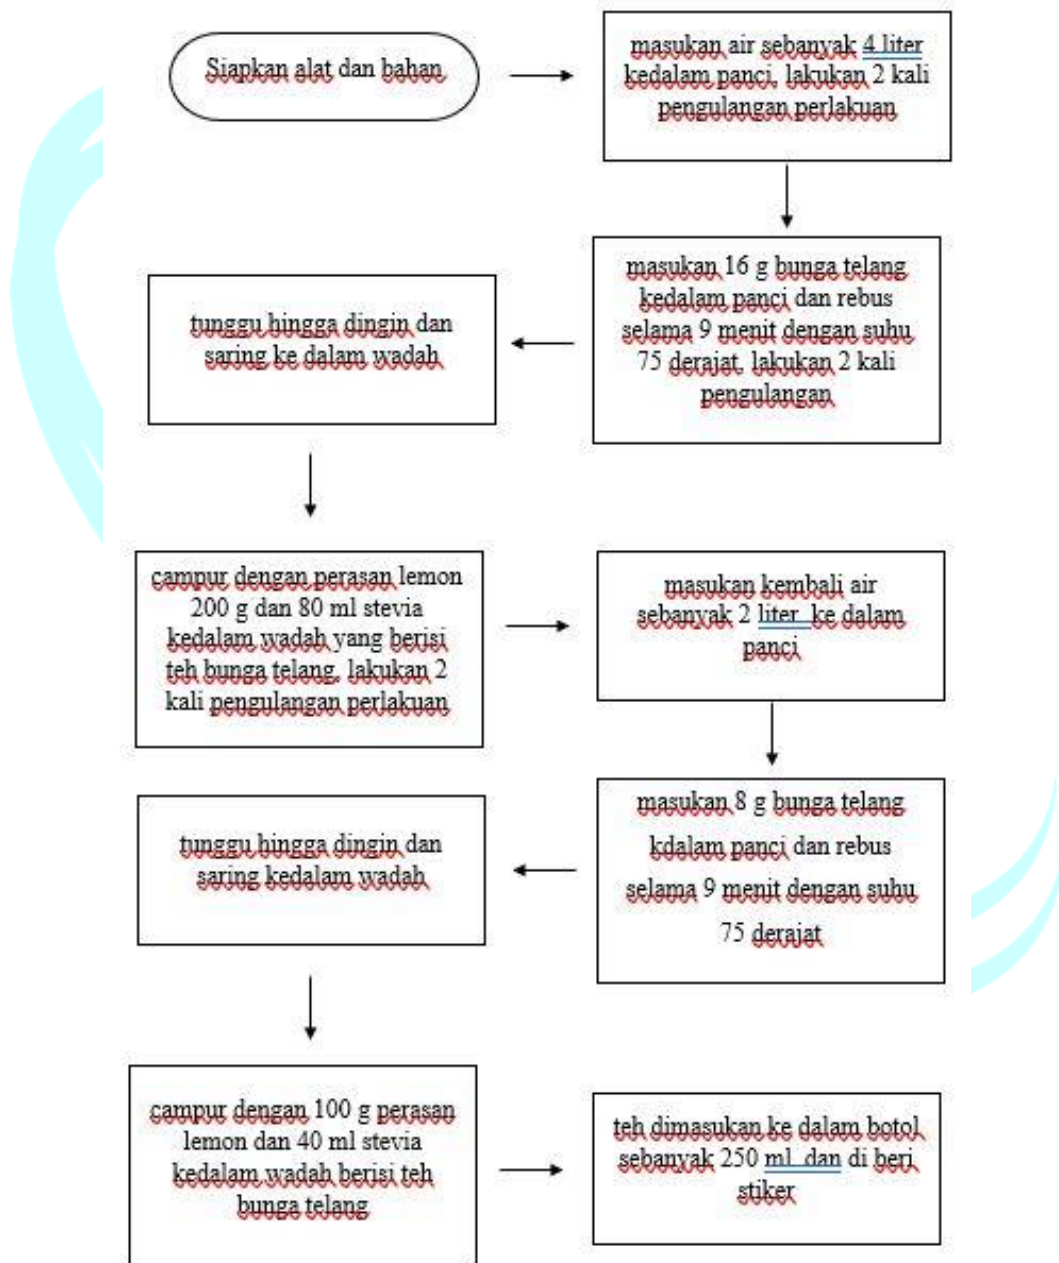 Siapkan alat dan bahan
masukan air sebanyak 4 liter
kedalam panci, lakukan 2 kali
pengulangan perlakuan
masukan 16 g bunga telang
kedalam panci dan rebus
selama 9 menit dengan suhu
75 derajat, lakukan 2 kali
pengulangan
tunggu hingga dingin dan
saring ke dalam wadah
campur dengan perasan lemon
200 g dan 80 ml stevia
kedalam wadah yang berisi
teh bunga telang, lakukan 2
kali pengulangan perlakuan
masukan kembali air
sebanyak 2 liter ke dalam
panci
masukan 8 g bunga telang
kdalam panci dan rebus
selama 9 menit dengan suhu
75 derajat
tunggu hingga dingin dan
saring kedalam wadah
campur dengan 100 g perasan
lemon dan 40 ml stevia
kedalam wadah berisi teh
bunga telang
teh dimasukan ke dalam botol
sebanyak 250 ml dan di beri
stiker